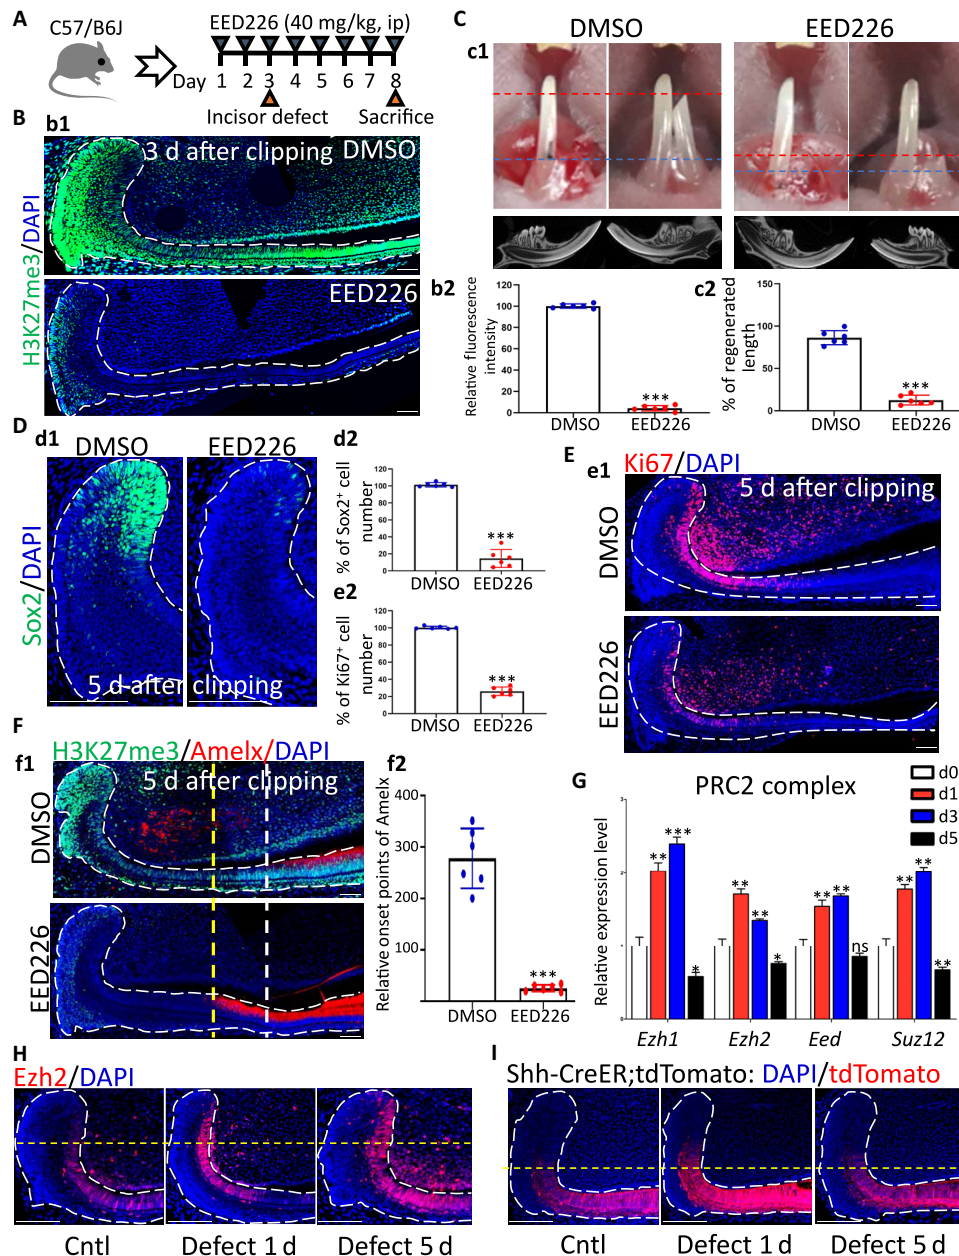 A
C57/B6J
EED226 (40 mg/kg, ip)
Day 1 2 3 4 5 6 7 8
Incisor defect Sacrifice
B
b1
3 d after clipping DMSO
EED226
H3K27me3/DAPI
b2
Relative fluorescence
intensity
120
100
80
60
40
20
0
***
DMSO EED226
C
DMSO EED226
c1
c2
% of regenerated
length
150
100
50
0
***
DMSO EED226
D
d1
DMSO EED226
Sox2/DAPI
5 d after clipping
d2
% of Sox2+ cell
number
120
100
80
60
40
20
0
***
DMSO EED226
E
e1
Ki67/DAPI
5 d after clipping
DMSO
EED226
e2
% of Ki67+ cell
number
120
100
80
60
40
20
0
***
DMSO EED226
F
H3K27me3/Amelx/DAPI
f1
5 d after clipping
DMSO
EED226
f2
Relative onset points of Amelx
400
300
200
100
***
DMSO EED226
G
PRC2 complex
d0
d1
d3
d5
Relative expression level
3
2
1
0
** *** *
** ** *
** ** ns
** ** **
Ezh1 Ezh2 Eed Suz12
H
Ezh2/DAPI
Cntl Defect 1 d Defect 5 d
I
Shh-CreER;tdTomato: DAPI/tdTomato
Cntl Defect 1 d Defect 5 d